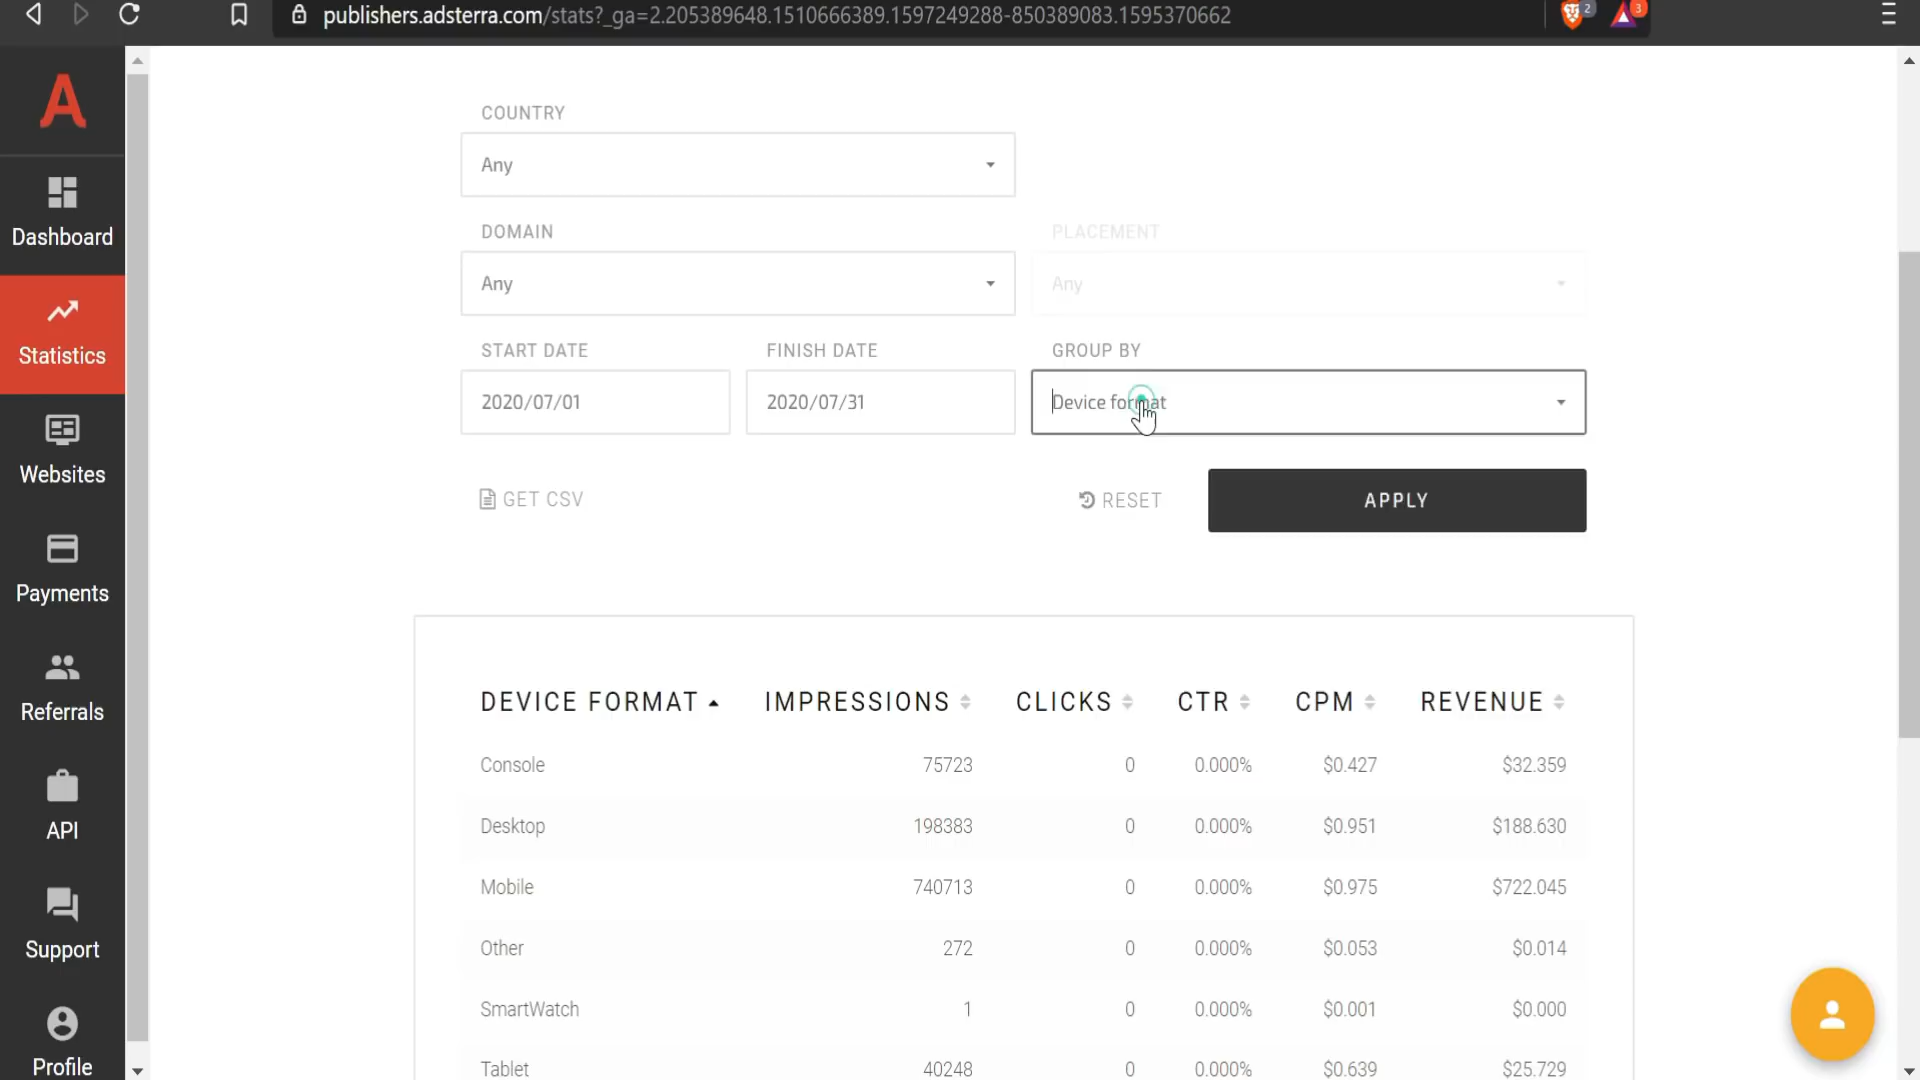 publishers.adsterra.com/stats?_ga=2.205389648.1510666389.1597249288-850389083.1595370662
2
3
A
Dashboard
Statistics
Websites
Payments
Referrals
API
Support
Profile
COUNTRY
Any
DOMAIN
PLACEMENT
Any
Any
START DATE
FINISH DATE
GROUP BY
2020/07/01
2020/07/31
Device format
GET CSV
RESET
APPLY
DEVICE FORMAT IMPRESSIONS CLICKS CTR CPM REVENUE
Console 75723 0 0.000% $0.427 $32.359
Desktop 198383 0 0.000% $0.951 $188.630
Mobile 740713 0 0.000% $0.975 $722.045
Other 272 0 0.000% $0.053 $0.014
SmartWatch 1 0 0.000% $0.001 $0.000
Tablet 40248 0 0.000% $0.639 $25.729